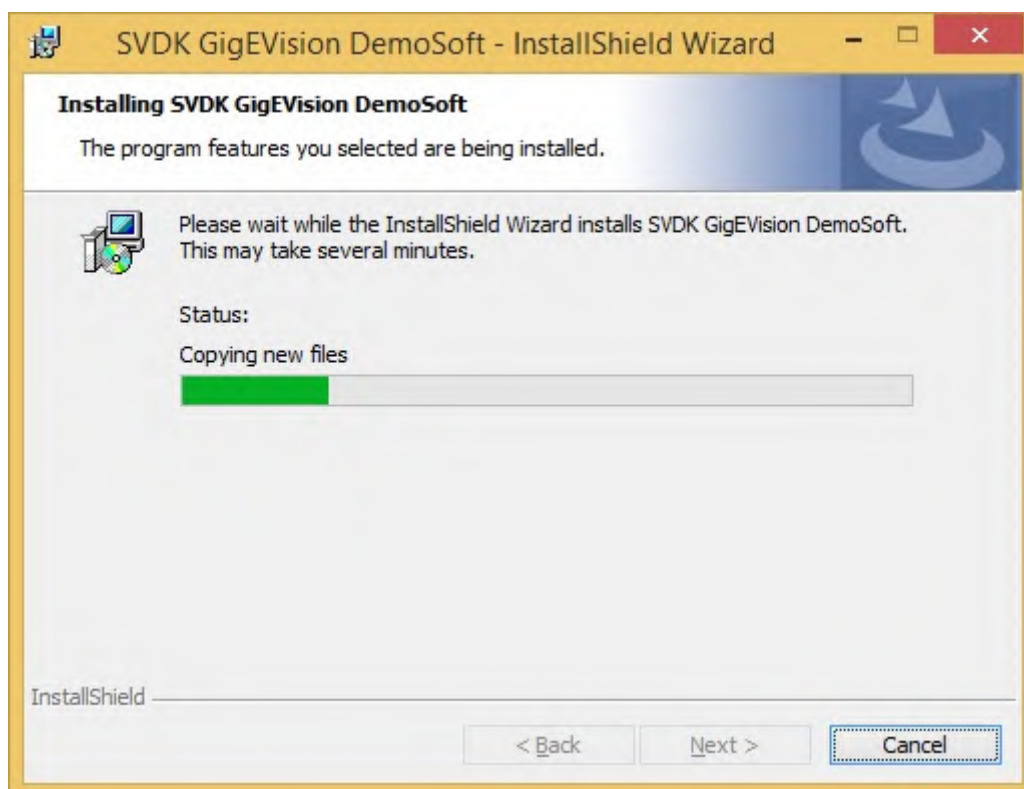 SVDK GigEVision DemoSoft - InstallShield Wizard
Installing SVDK GigEVision DemoSoft
The program features you selected are being installed.
Please wait while the InstallShield Wizard installs SVDK GigEVision DemoSoft.
This may take several minutes.
Status:
Copying new files
InstallShield
< Back Next > Cancel